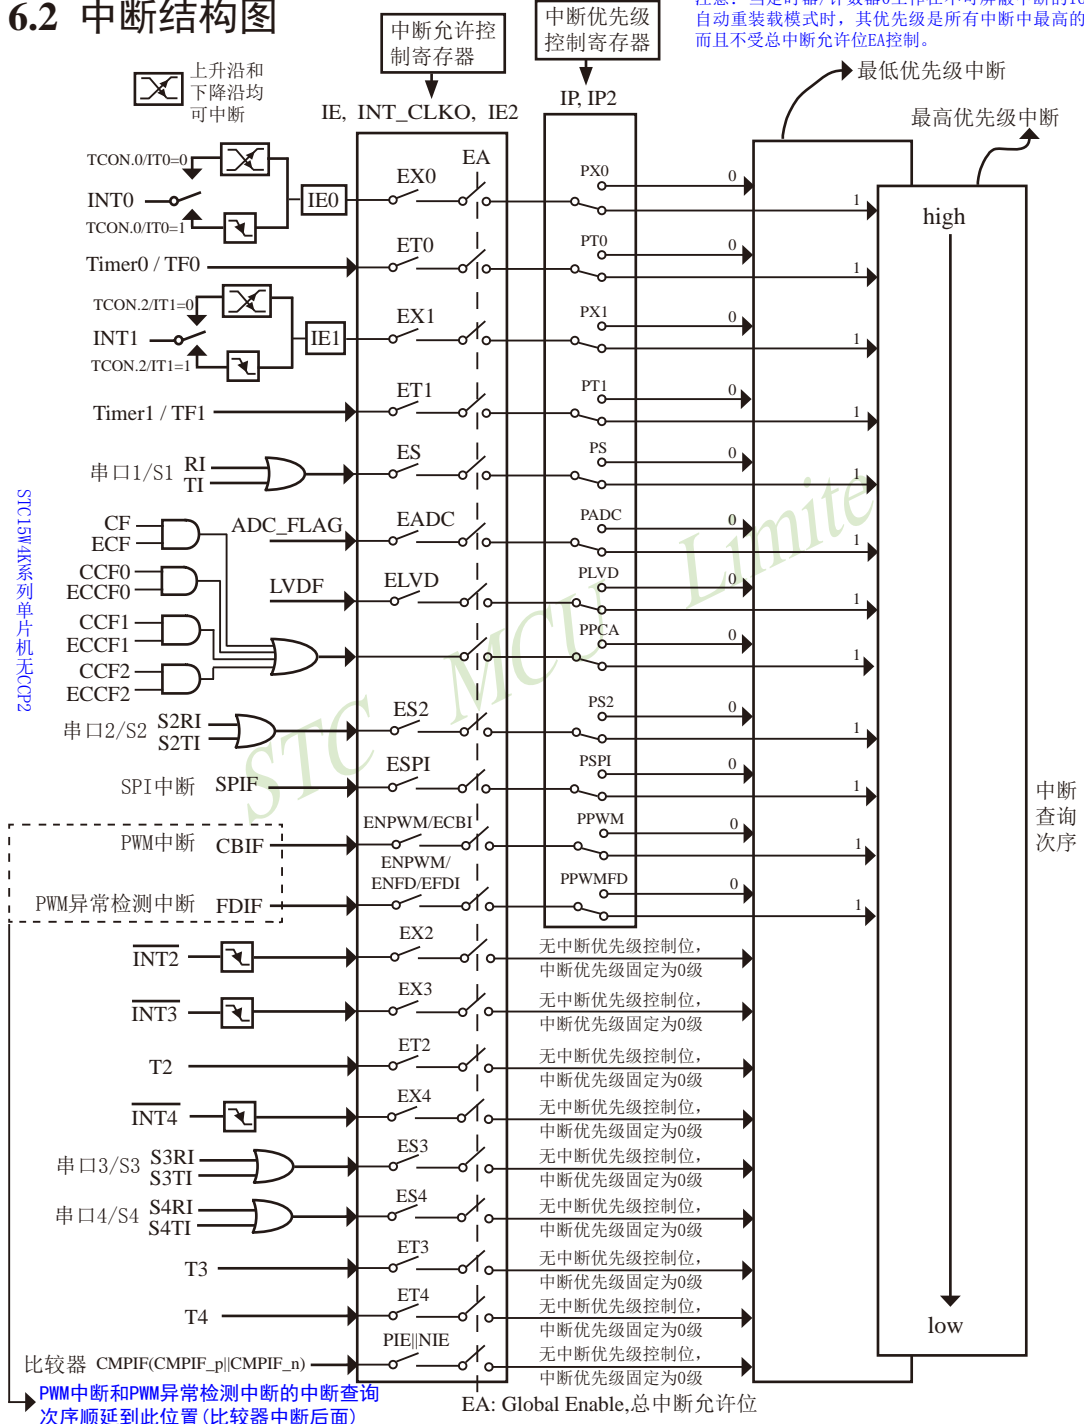 6.2 中断结构图
中断允许控
制寄存器
中断优先级
控制寄存器
自动重装载模式时，其优先级是所有中断中最高的
而且不受总中断允许位EA控制。
上升沿和
下降沿均
可中断
IE, INT_CLKO, IE2
IP, IP2
最低优先级中断
最高优先级中断
TCON.0/IT0=0
INT0
TCON.0/IT0=1
IE0
EX0
EA
PX0
0
1
high
Timer0 / TF0
ET0
PT0
0
1
TCON.2/IT1=0
INT1
TCON.2/IT1=1
IE1
EX1
PX1
0
1
Timer1 / TF1
ET1
PT1
0
1
串口1/S1
RI
TI
ES
PS
0
1
STC15W4K系列单片机无CCP2
CF
ECF
ADC_FLAG
EADC
PADC
0
1
CCF0
ECCF0
LVDF
ELVD
PLVD
0
1
CCF1
ECCF1
CCF2
ECCF2
PPCA
0
1
STC MCU Limite
串口2/S2
S2RI
S2TI
ES2
PS2
0
1
SPI中断 SPIF
ESPI
PSPI
0
1
中断
查询
次序
PWM中断 CBIF
ENPWM/ECBI
PPWM
0
1
PWM异常检测中断 FDIF
ENPWM/
ENFD/EFDI
PPWMFD
0
1
INT2
EX2
无中断优先级控制位，
中断优先级固定为0级
INT3
EX3
无中断优先级控制位，
中断优先级固定为0级
T2
ET2
无中断优先级控制位，
中断优先级固定为0级
INT4
EX4
无中断优先级控制位，
中断优先级固定为0级
串口3/S3
S3RI
S3TI
ES3
无中断优先级控制位，
中断优先级固定为0级
串口4/S4
S4RI
S4TI
ES4
无中断优先级控制位，
中断优先级固定为0级
T3
ET3
无中断优先级控制位，
中断优先级固定为0级
T4
ET4
无中断优先级控制位，
中断优先级固定为0级
low
比较器 CMPIF(CMPIF_p||CMPIF_n)
PIE||NIE
无中断优先级控制位，
中断优先级固定为0级
PWM中断和PWM异常检测中断的中断查询
次序顺延到此位置(比较器中断后面)
EA: Global Enable,总中断允许位